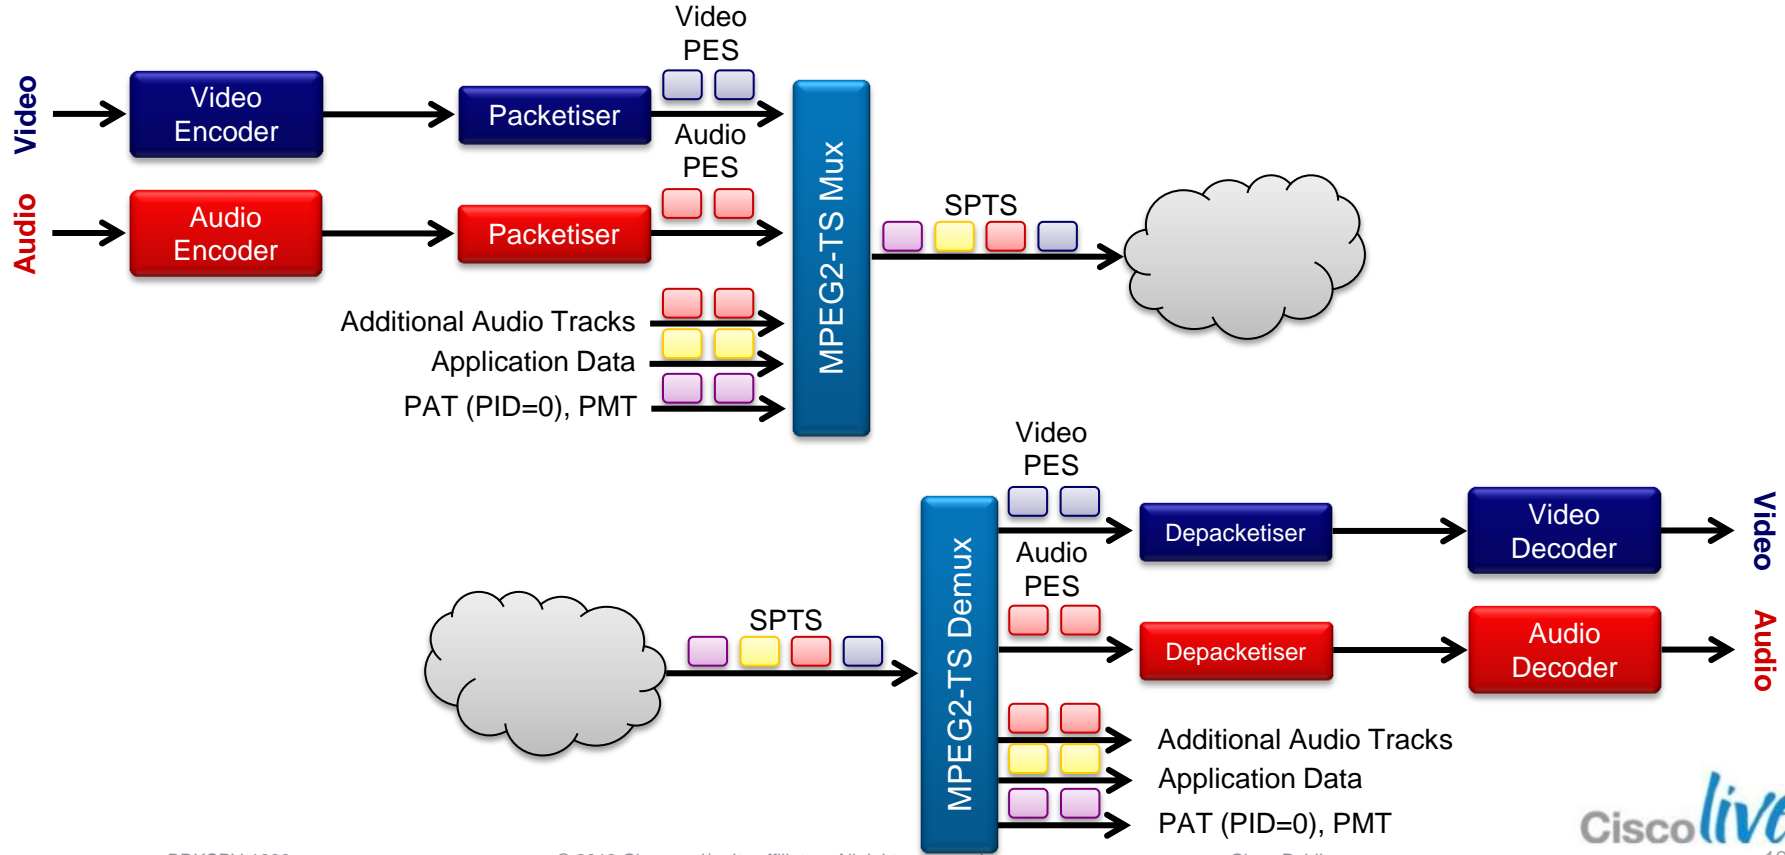 Video
PES
Video
Video
Encoder
Packetiser
Audio
PES
Audio
Audio
Encoder
Packetiser
MPEG2-TS Mux
SPTS
Additional Audio Tracks
Application Data
PAT (PID=0), PMT
Video
PES
MPEG2-TS Demux
Depacketiser
Video
Decoder
Video
Audio
PES
SPTS
Depacketiser
Audio
Decoder
Audio
Additional Audio Tracks
Application Data
PAT (PID=0), PMT
Cisco live